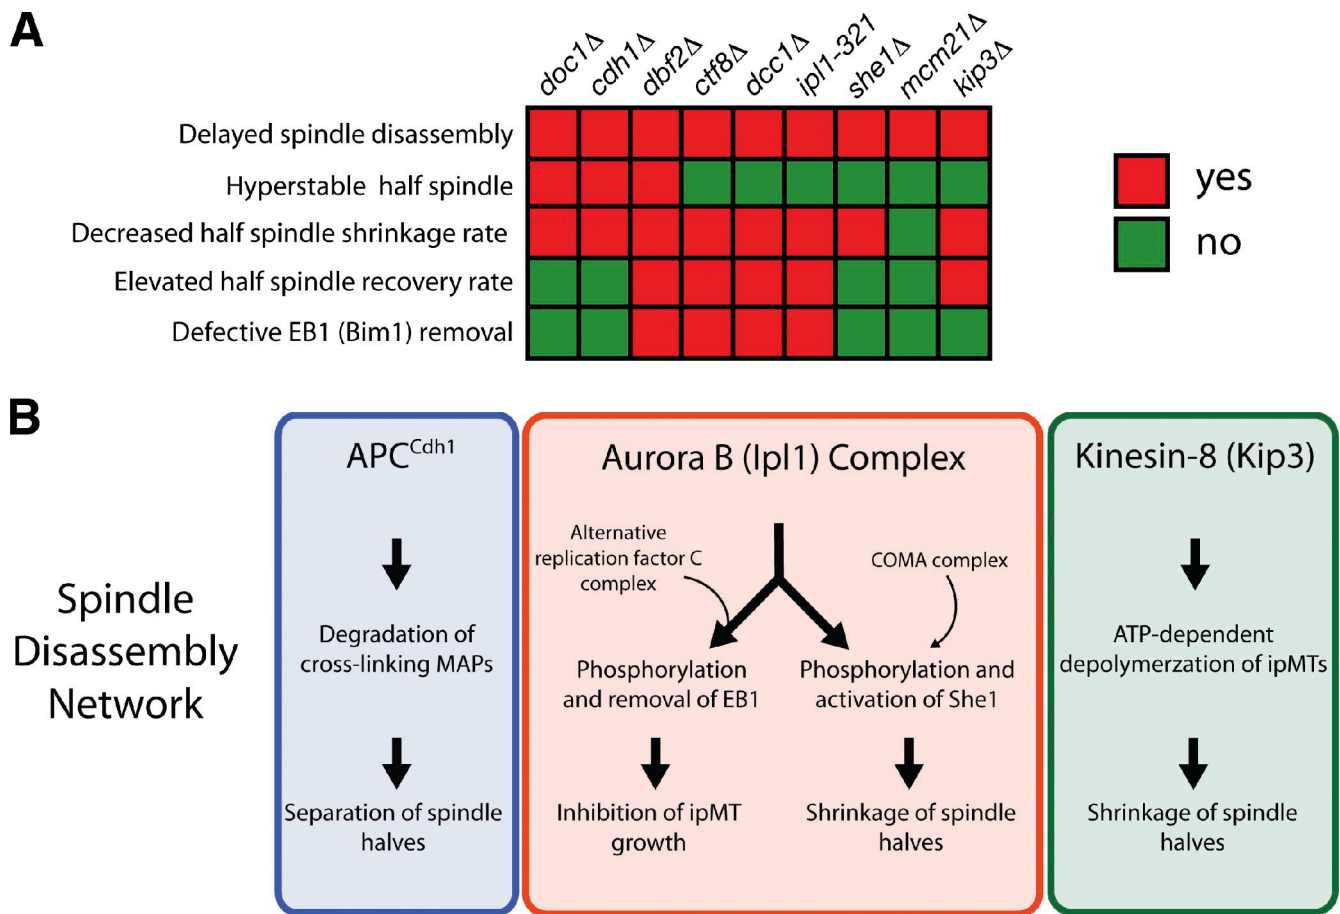 A
doc1Δ
cdh1Δ
dbf2Δ
ctf8Δ
dcc1Δ
ipl1-321
she1Δ
mcm21Δ
kip3Δ
Delayed spindle disassembly
Hyperstable half spindle
Decreased half spindle shrinkage rate
Elevated half spindle recovery rate
Defective EB1 (Bim1) removal
yes
no
B
Spindle
Disassembly
Network
APC^Cdh1
Degradation of
cross-linking MAPs
Separation of spindle
halves
Aurora B (Ipl1) Complex
Alternative
replication factor C
complex
COMA complex
Phosphorylation
and removal of EB1
Phosphorylation and
activation of She1
Inhibition of ipMT
growth
Shrinkage of spindle
halves
Kinesin-8 (Kip3)
ATP-dependent
depolymerzation of ipMTs
Shrinkage of spindle
halves